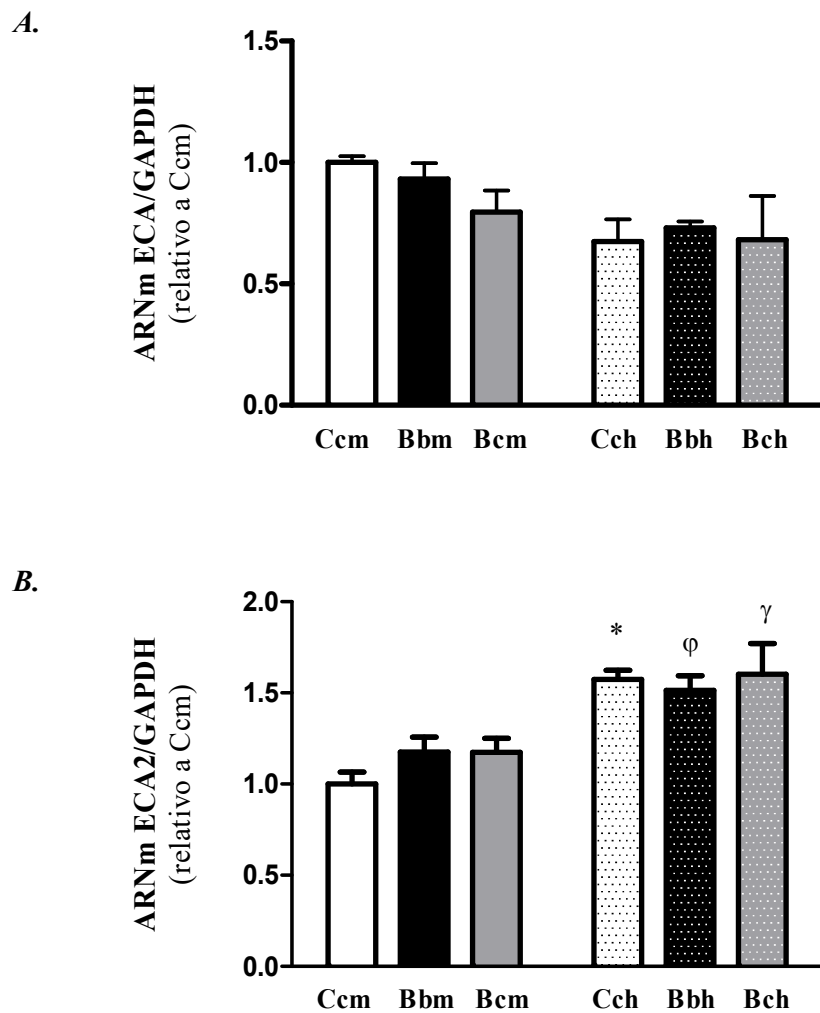 A.
ARNm ECA/GAPDH
(relativo a Ccm)
1.5
1.0
0.5
0.0
Ccm Bbm Bcm Cch Bbh Bch
B.
ARNm ECA2/GAPDH
(relativo a Ccm)
2.0
1.5
1.0
0.5
0.0
* φ γ
Ccm Bbm Bcm Cch Bbh Bch